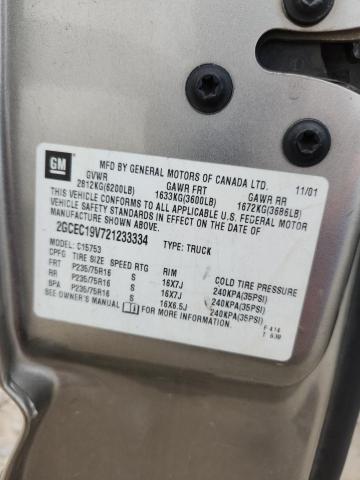 GM
MFD BY GENERAL MOTORS OF CANADA LTD. 11/01
GVWR GAWR FRT GAWR RR
2812KG(6200LB) 1633KG(3600LB) 1672KG(3686LB)
THIS VEHICLE CONFORMS TO ALL APPLICABLE U.S. FEDERAL MOTOR
VEHICLE SAFETY STANDARDS IN EFFECT ON THE DATE OF
MANUFACTURE SHOWN ABOVE.
2GCEC19V721233334 TYPE: TRUCK
MODEL: C15753
CPFG TIRE SIZE SPEED RTG RIM COLD TIRE PRESSURE
FRT P235/75R16 S 16X7J 240KPA(35PSI)
RR P235/75R16 S 16X7J 240KPA(35PSI)
SPA P235/75R16 S 16X6.5J 240KPA(35PSI)
SEE OWNER'S MANUAL FOR MORE INFORMATION